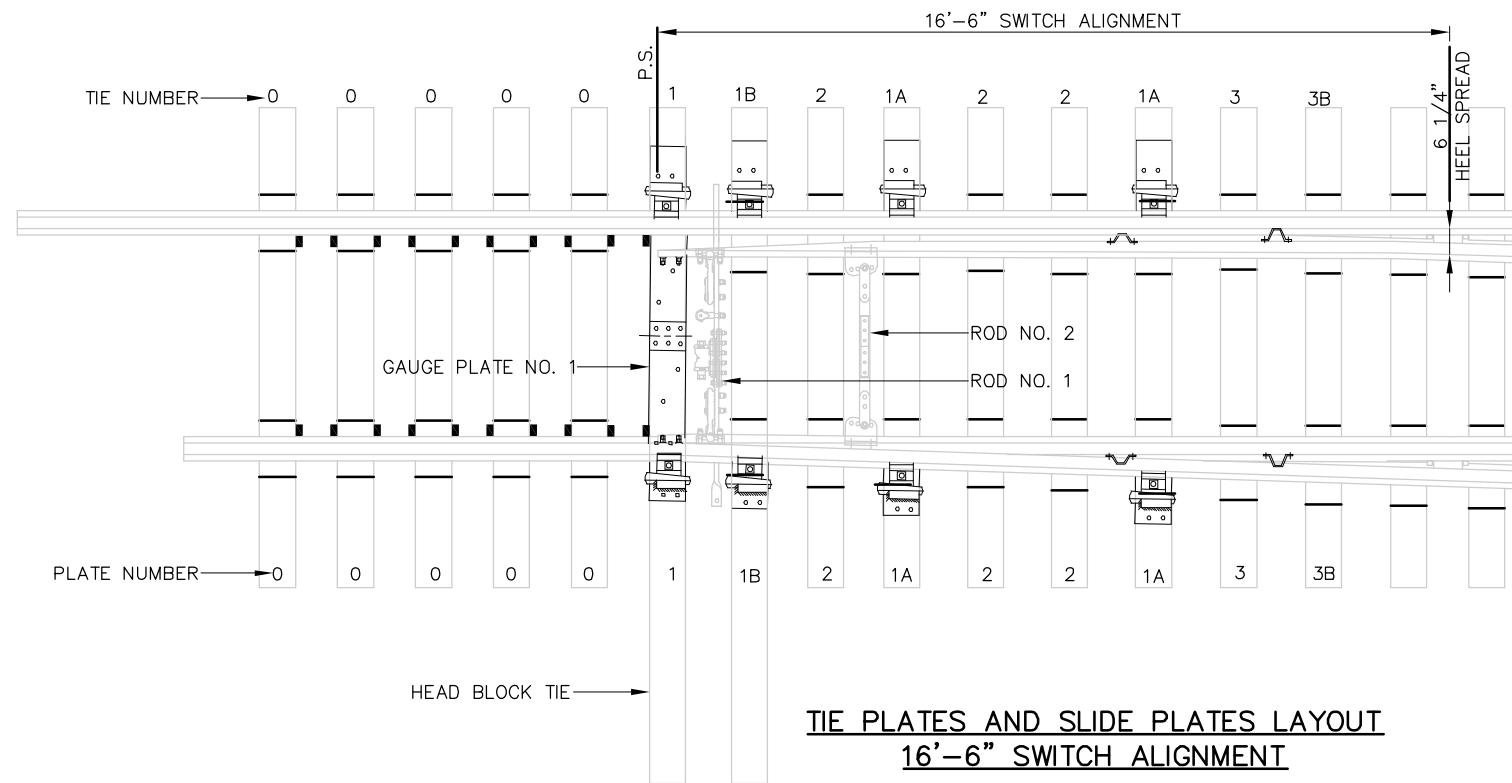 16'-6" SWITCH ALIGNMENT
P.S.
6 1/4"
HEEL SPREAD
TIE NUMBER 0 0 0 0 0 1 1B 2 1A 2 2 1A 3 3B
ROD NO. 2
GAUGE PLATE NO. 1
ROD NO. 1
PLATE NUMBER 0 0 0 0 0 1 1B 2 1A 2 2 1A 3 3B
HEAD BLOCK TIE
TIE PLATES AND SLIDE PLATES LAYOUT
16'-6" SWITCH ALIGNMENT